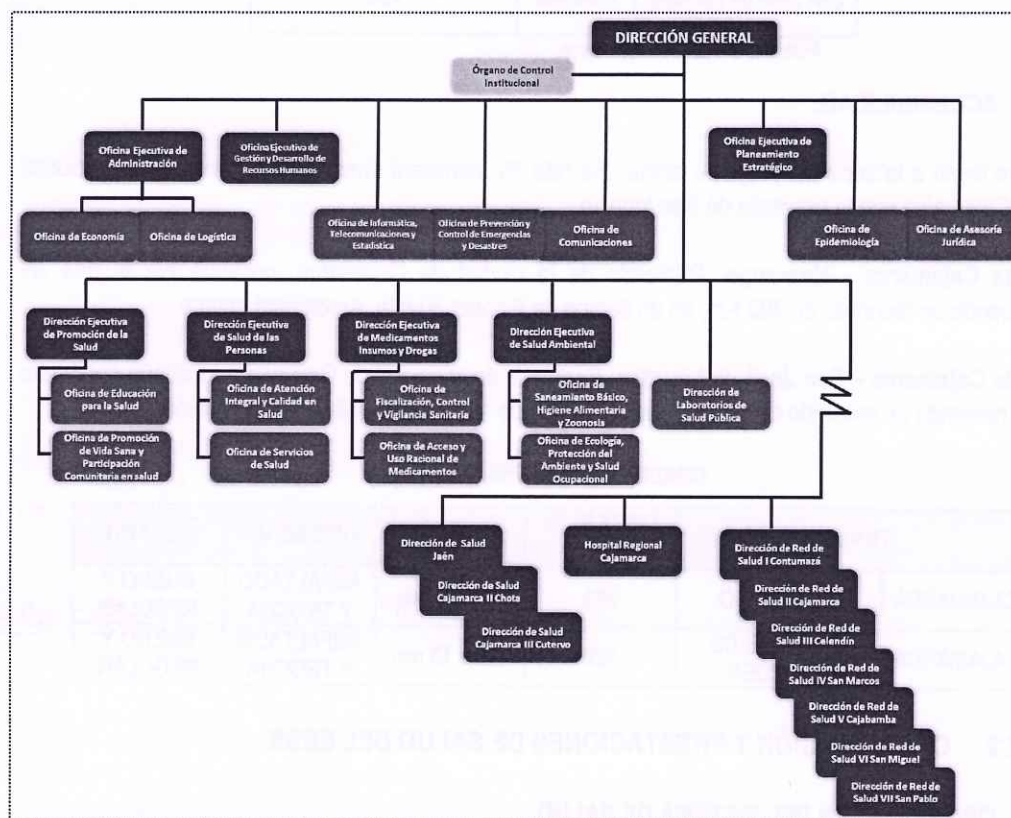 DIRECCIÓN GENERAL
Órgano de Control
Institucional
Oficina Ejecutiva de
Administración
Oficina Ejecutiva de
Gestión y Desarrollo de
Recursos Humanos
Oficina Ejecutiva de
Planeamiento
Estratégico
Oficina de Economía
Oficina de Logística
Oficina de Informática,
Telecomunicaciones y
Estadística
Oficina de Prevención y
Control de Emergencias
y Desastres
Oficina de
Comunicaciones
Oficina de
Epidemiología
Oficina de Asesoría
Jurídica
Dirección Ejecutiva
de Promoción de la
Salud
Dirección Ejecutiva
de Salud de las
Personas
Dirección Ejecutiva
de Medicamentos
Insumos y Drogas
Dirección Ejecutiva
de Salud Ambiental
Oficina de Educación
para la Salud
Oficina de Atención
Integral y Calidad en
Salud
Oficina de
Fiscalización, Control
y Vigilancia Sanitaria
Oficina de
Saneamiento Básico,
Higiene Alimentaria
y Zoonosis
Dirección de
Laboratorios de
Salud Pública
Oficina de Promoción
de Vida Sana y
Participación
Comunitaria en salud
Oficina de Servicios
de Salud
Oficina de Acceso y
Uso Racional de
Medicamentos
Oficina de Ecología,
Protección del
Ambiente y Salud
Ocupacional
Dirección de Salud
Jaén
Dirección de Salud
Cajamarca II Chota
Dirección de Salud
Cajamarca III Cutervo
Hospital Regional
Cajamarca
Dirección de Red de
Salud I Contumazá
Dirección de Red de
Salud II Cajamarca
Dirección de Red de
Salud III Celendín
Dirección de Red de
Salud IV San Marcos
Dirección de Red de
Salud V Cajabamba
Dirección de Red de
Salud VI San Miguel
Dirección de Red de
Salud VII San Pablo